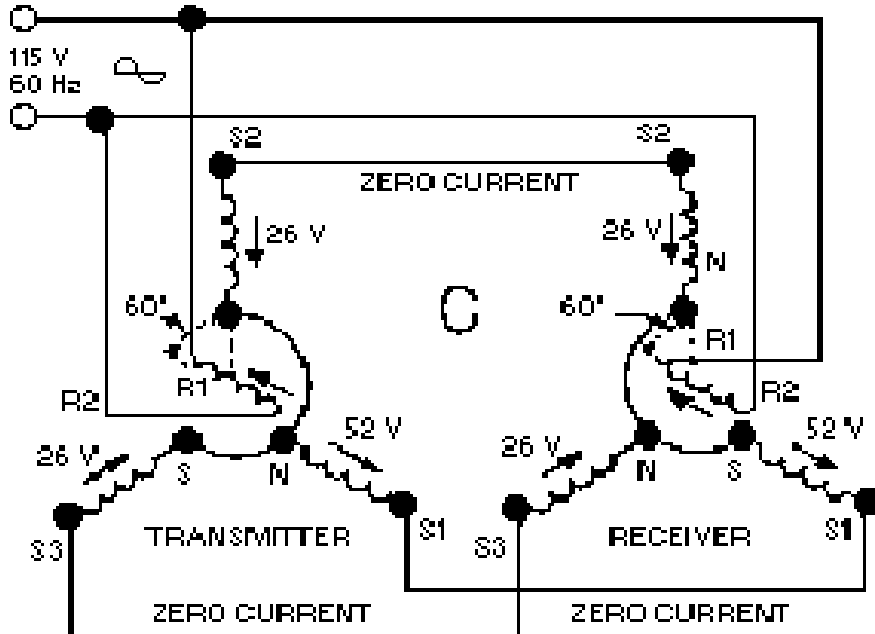 115 V
60 Hz
S2
S2
ZERO CURRENT
26 V
26 V
N
60°
C
60°
R1
R1
R2
R2
52 V
52 V
26 V
S
N
26 V
N
S
S3
TRANSMITTER
S1
S3
RECEIVER
S1
ZERO CURRENT
ZERO CURRENT